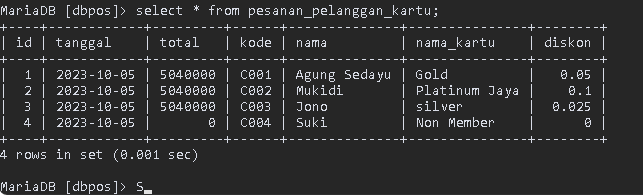 MariaDB [dbpos]> select * from pesanan_pelanggan_kartu;
+----+------------+---------+------+--------------+---------------+--------+
| id | tanggal    | total   | kode | nama         | nama_kartu    | diskon |
+----+------------+---------+------+--------------+---------------+--------+
|  1 | 2023-10-05 | 5040000 | C001 | Agung Sedayu | Gold          |   0.05 |
|  2 | 2023-10-05 | 5040000 | C002 | Mukidi       | Platinum Jaya |    0.1 |
|  3 | 2023-10-05 | 5040000 | C003 | Jono         | silver        |  0.025 |
|  4 | 2023-10-05 |       0 | C004 | Suki         | Non Member    |      0 |
+----+------------+---------+------+--------------+---------------+--------+
4 rows in set (0.001 sec)
MariaDB [dbpos]> S_